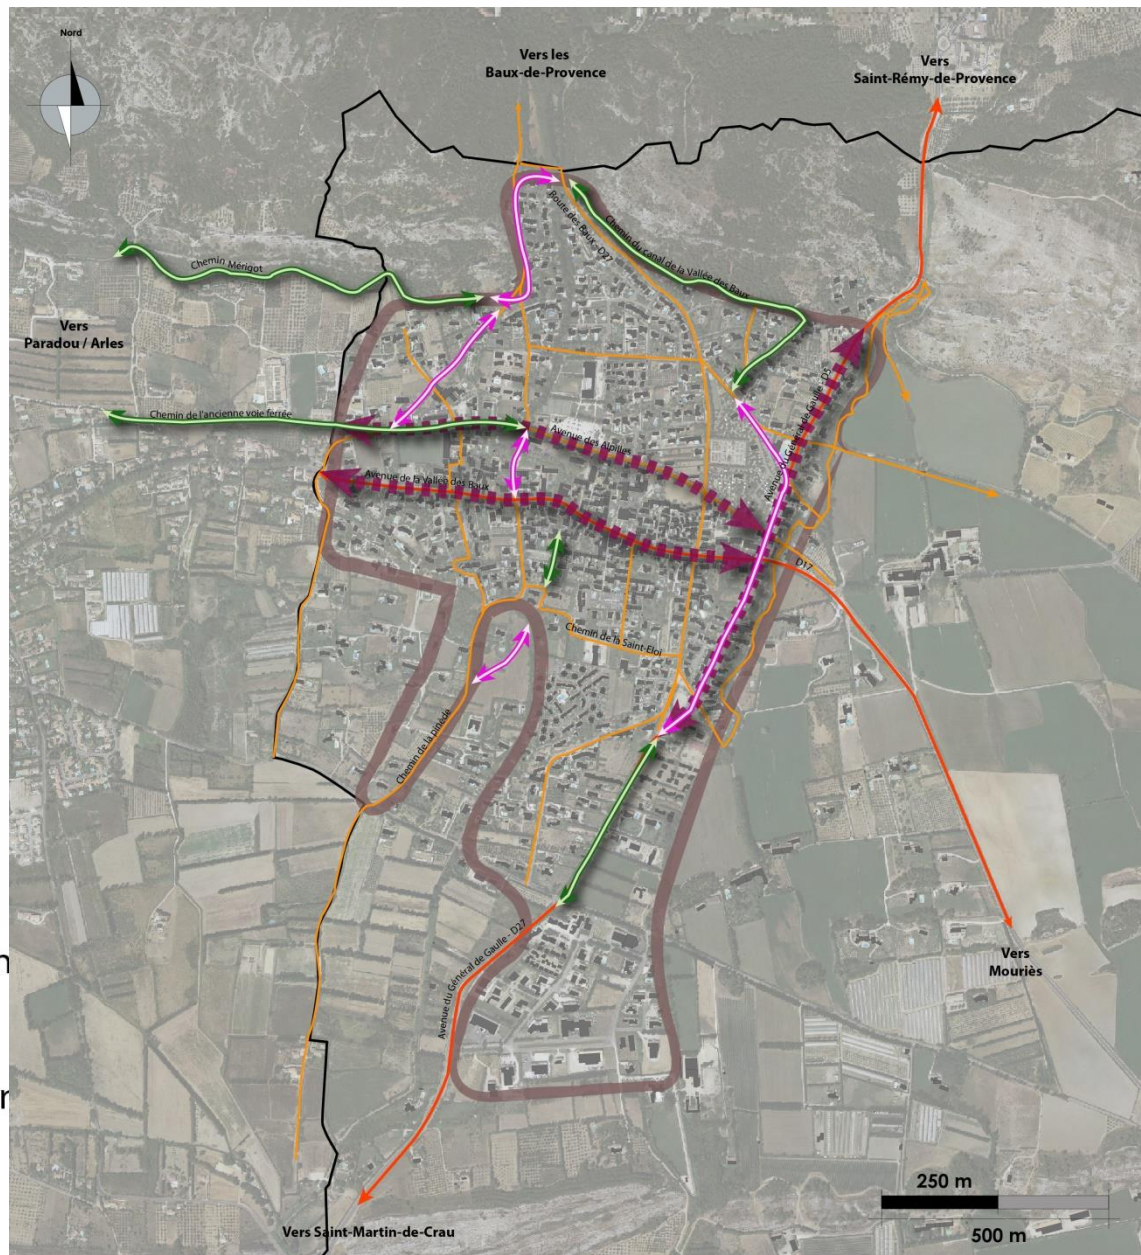 Nord
Vers les
Baux-de-Provence
Vers
Saint-Rémy-de-Provence
Route des Baux - D27
Chemin du canal de la Vallée des Baux
Chemin Mérigot
Vers
Paradou / Arles
Chemin de l'ancienne voie ferrée
Avenue des Alpilles
Avenue du Général de Gaulle - D5
Avenue de la Vallée des Baux
D17
Chemin de la Saint-Eloi
Chemin de la pinède
Avenue du Général de Gaulle - D27
Vers
Mouriès
250 m
500 m
Vers Saint-Martin-de-Crau